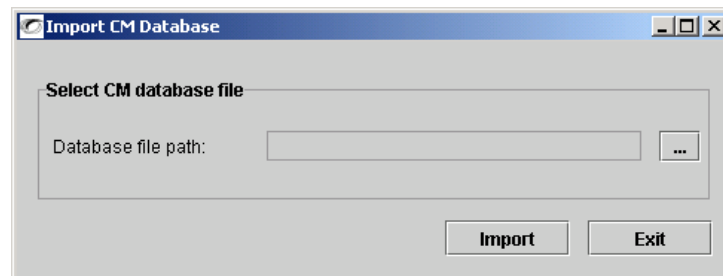 Import CM Database
Select CM database file
Database file path:
...
Import Exit